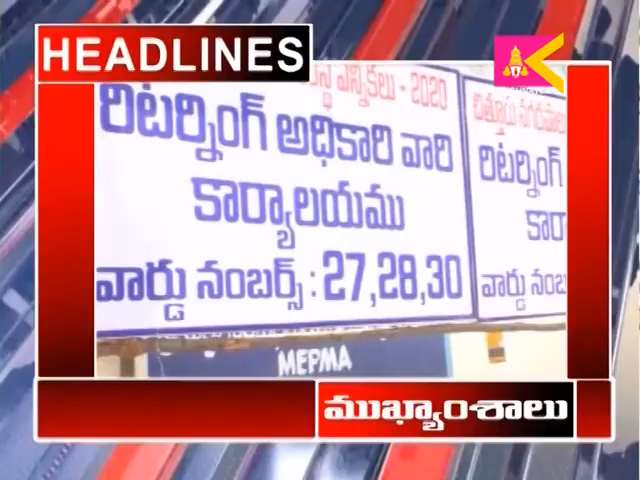 HEADLINES
ఎన్నికలు - 2020
రిటర్నింగ్ అధికారి వారి
కార్యాలయము
వార్డు నంబర్స్ : 27,28,30
చిత్తూరు
రిటర్నింగ్
వార్డు
MEPMA
ముఖ్యాంశాలు